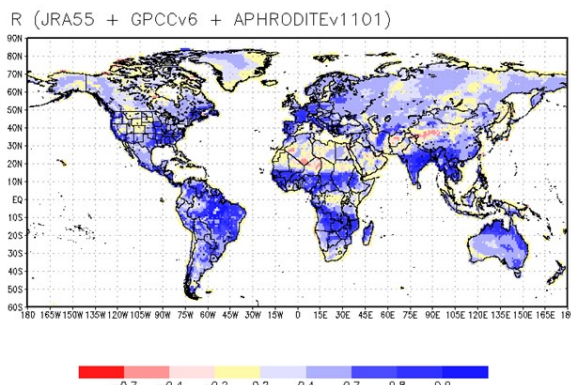 R (JRA55 + GPCCv6 + APHRODITEv1101)
90N
80N
70N
60N
50N
40N
30N
20N
10N
EQ
10S
20S
30S
40S
50S
60S
180 165W 150W 135W 120W 105W 90W 75W 60W 45W 30W 15W 0 15E 30E 45E 60E 75E 90E 105E 120E 135E 150E 165E 18